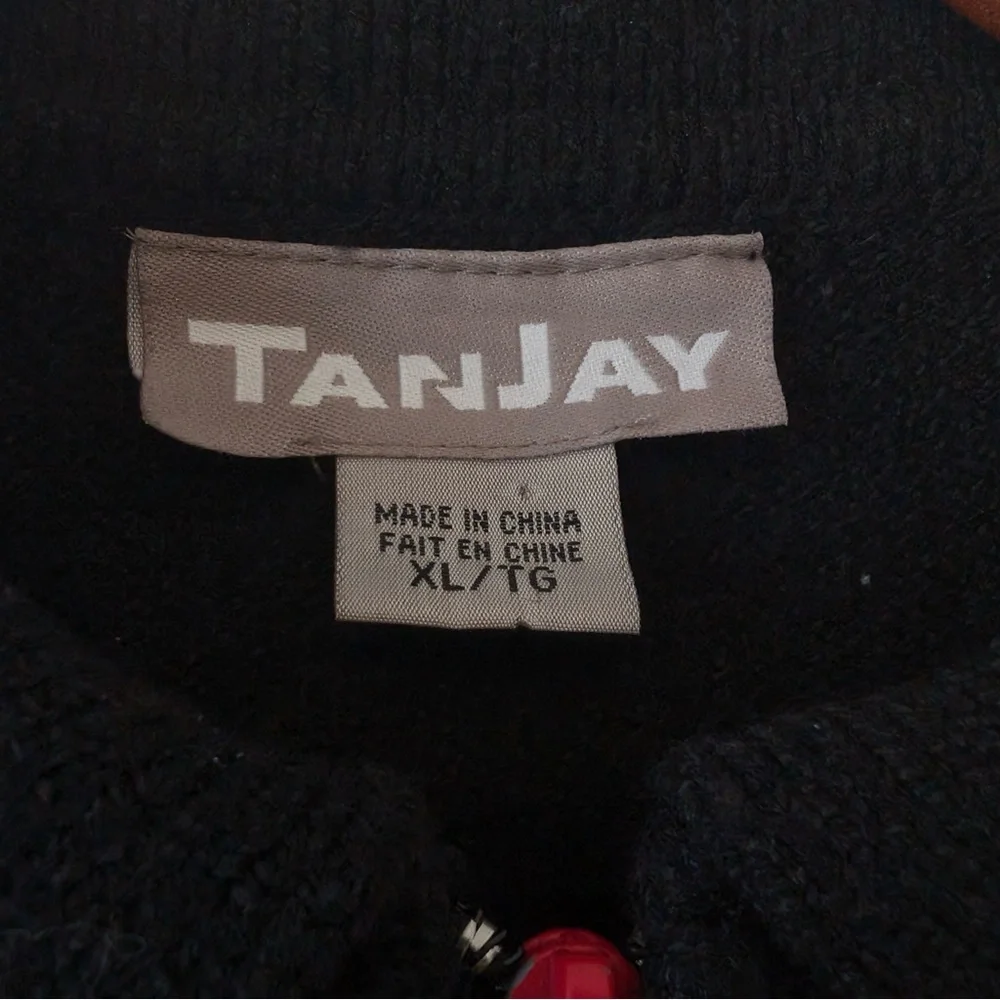 TANJAY
MADE IN CHINA
FAIT EN CHINE
XL/TG